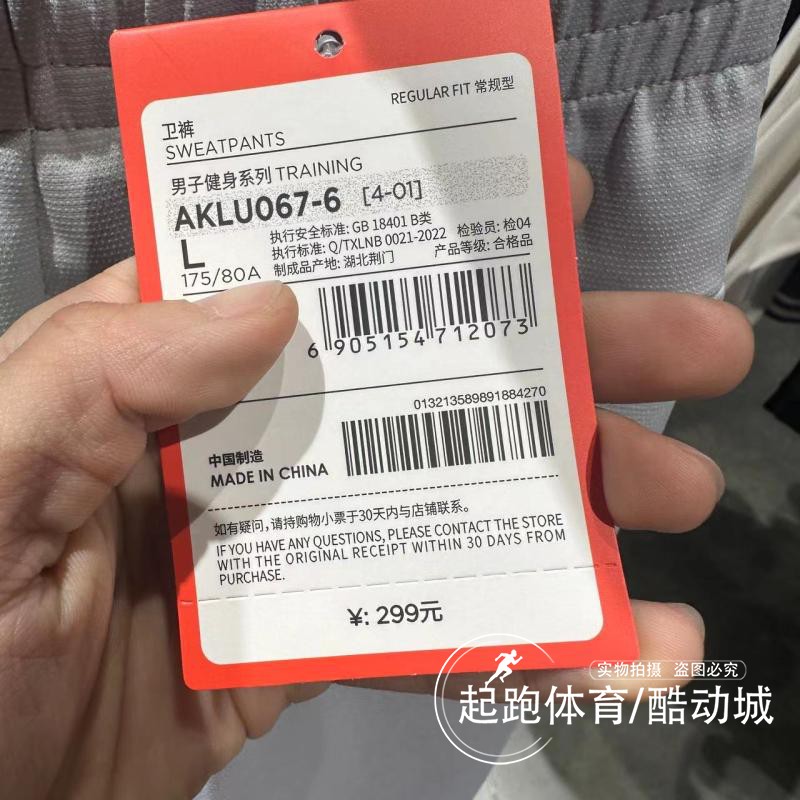 REGULAR FIT 常规型
卫裤
SWEATPANTS
男子健身系列 TRAINING
AKLU067-6 [4-01]
L
175/80A
执行安全标准: GB 18401 B类
执行标准: Q/TXLNB 0021-2022 检验员: 检04
制成品产地: 湖北荆门 产品等级: 合格品
6 905154 712073
013213589891884270
中国制造
MADE IN CHINA
如有疑问,请持购物小票于30天内与店铺联系。
IF YOU HAVE ANY QUESTIONS, PLEASE CONTACT THE STORE
WITH THE ORIGINAL RECEIPT WITHIN 30 DAYS FROM
PURCHASE.
¥: 299元
实物拍摄 盗图必究
起跑体育/酷动城